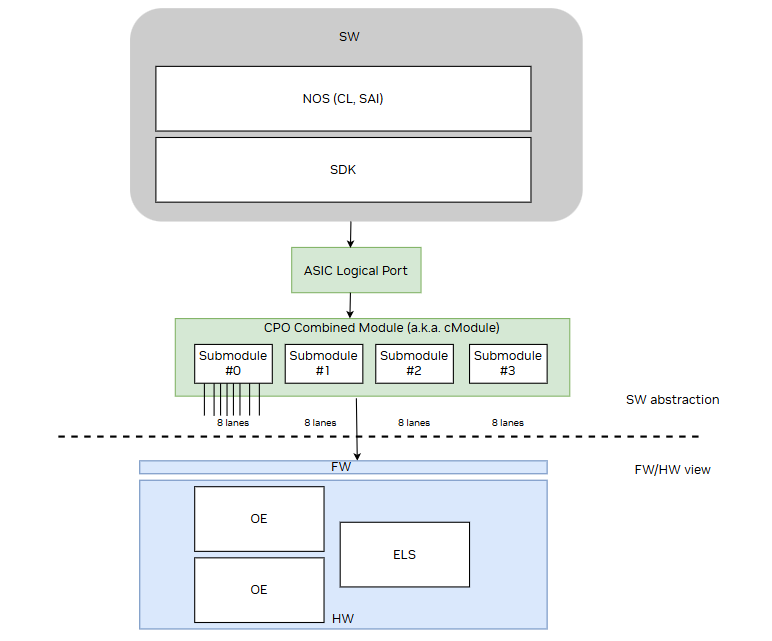 SW
NOS (CL, SAI)
SDK
ASIC Logical Port
CPO Combined Module (a.k.a. cModule)
Submodule
#0
Submodule
#1
Submodule
#2
Submodule
#3
SW abstraction
8 lanes
8 lanes
8 lanes
8 lanes
FW
FW/HW view
OE
ELS
OE
HW